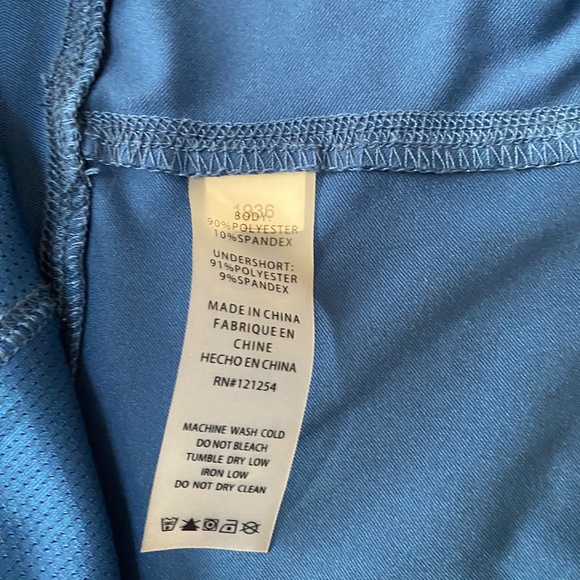 1936
BODY:
90%POLYESTER
10%SPANDEX
UNDERSHORT:
91%POLYESTER
9%SPANDEX
MADE IN CHINA
FABRIQUE EN
CHINE
HECHO EN CHINA
RN#121254
MACHINE WASH COLD
DO NOT BLEACH
TUMBLE DRY LOW
IRON LOW
DO NOT DRY CLEAN